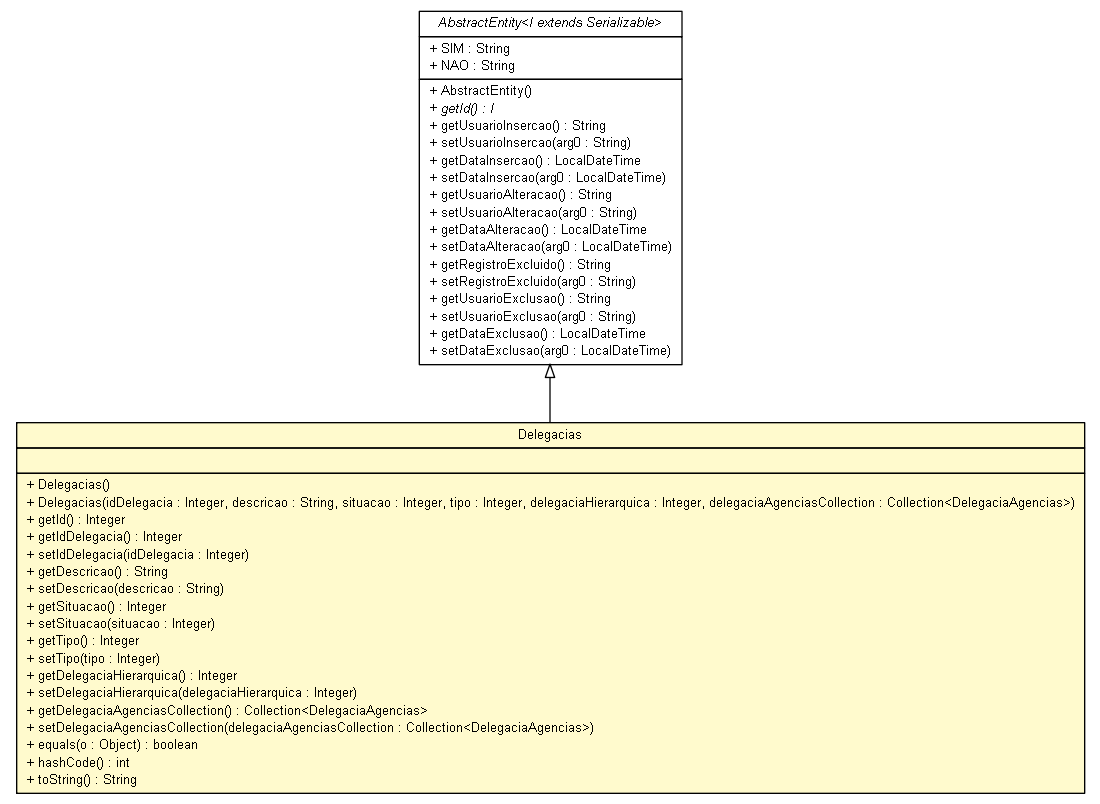 AbstractEntity<I extends Serializable>
+ SIM : String
+ NAO : String
+ AbstractEntity()
+ getId() : I
+ getUsuarioInsercao() : String
+ setUsuarioInsercao(arg0 : String)
+ getDataInsercao() : LocalDateTime
+ setDataInsercao(arg0 : LocalDateTime)
+ getUsuarioAlteracao() : String
+ setUsuarioAlteracao(arg0 : String)
+ getDataAlteracao() : LocalDateTime
+ setDataAlteracao(arg0 : LocalDateTime)
+ getRegistroExcluido() : String
+ setRegistroExcluido(arg0 : String)
+ getUsuarioExclusao() : String
+ setUsuarioExclusao(arg0 : String)
+ getDataExclusao() : LocalDateTime
+ setDataExclusao(arg0 : LocalDateTime)
Delegacias
+ Delegacias()
+ Delegacias(idDelegacia : Integer, descricao : String, situacao : Integer, tipo : Integer, delegaciaHierarquica : Integer, delegaciaAgenciasCollection : Collection<DelegaciaAgencias>)
+ getId() : Integer
+ getIdDelegacia() : Integer
+ setIdDelegacia(idDelegacia : Integer)
+ getDescricao() : String
+ setDescricao(descricao : String)
+ getSituacao() : Integer
+ setSituacao(situacao : Integer)
+ getTipo() : Integer
+ setTipo(tipo : Integer)
+ getDelegaciaHierarquica() : Integer
+ setDelegaciaHierarquica(delegaciaHierarquica : Integer)
+ getDelegaciaAgenciasCollection() : Collection<DelegaciaAgencias>
+ setDelegaciaAgenciasCollection(delegaciaAgenciasCollection : Collection<DelegaciaAgencias>)
+ equals(o : Object) : boolean
+ hashCode() : int
+ toString() : String